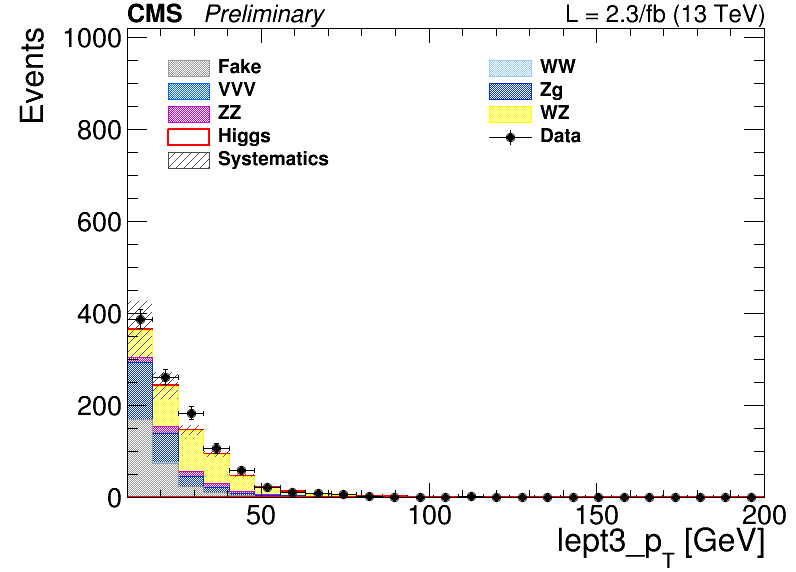 CMS Preliminary L = 2.3/fb (13 TeV)
Events
1000
800
600
400
200
0
Fake
VVV
ZZ
Higgs
Systematics
WW
Zg
WZ
Data
50 100 150 200
lept3_p_T [GeV]